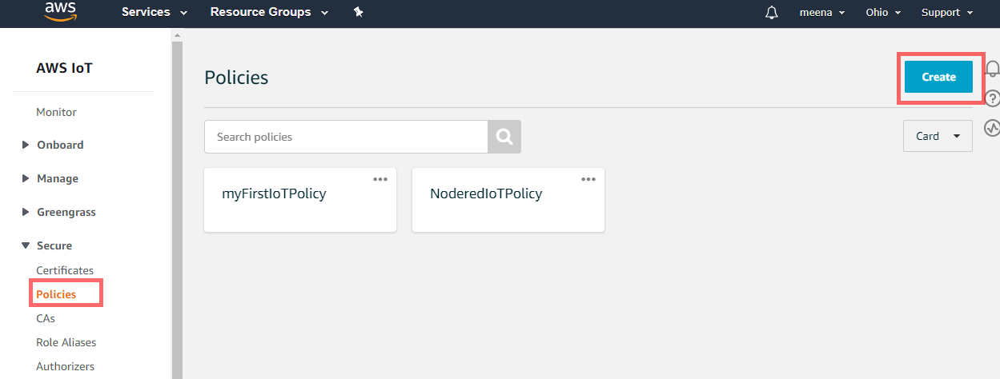 aws Services Resource Groups meena Ohio Support
AWS IoT
Monitor
Onboard
Manage
Greengrass
Secure
Certificates
Policies
CAs
Role Aliases
Authorizers
Policies
Create
Search policies
Card
myFirstIoTPolicy
NoderedIoTPolicy